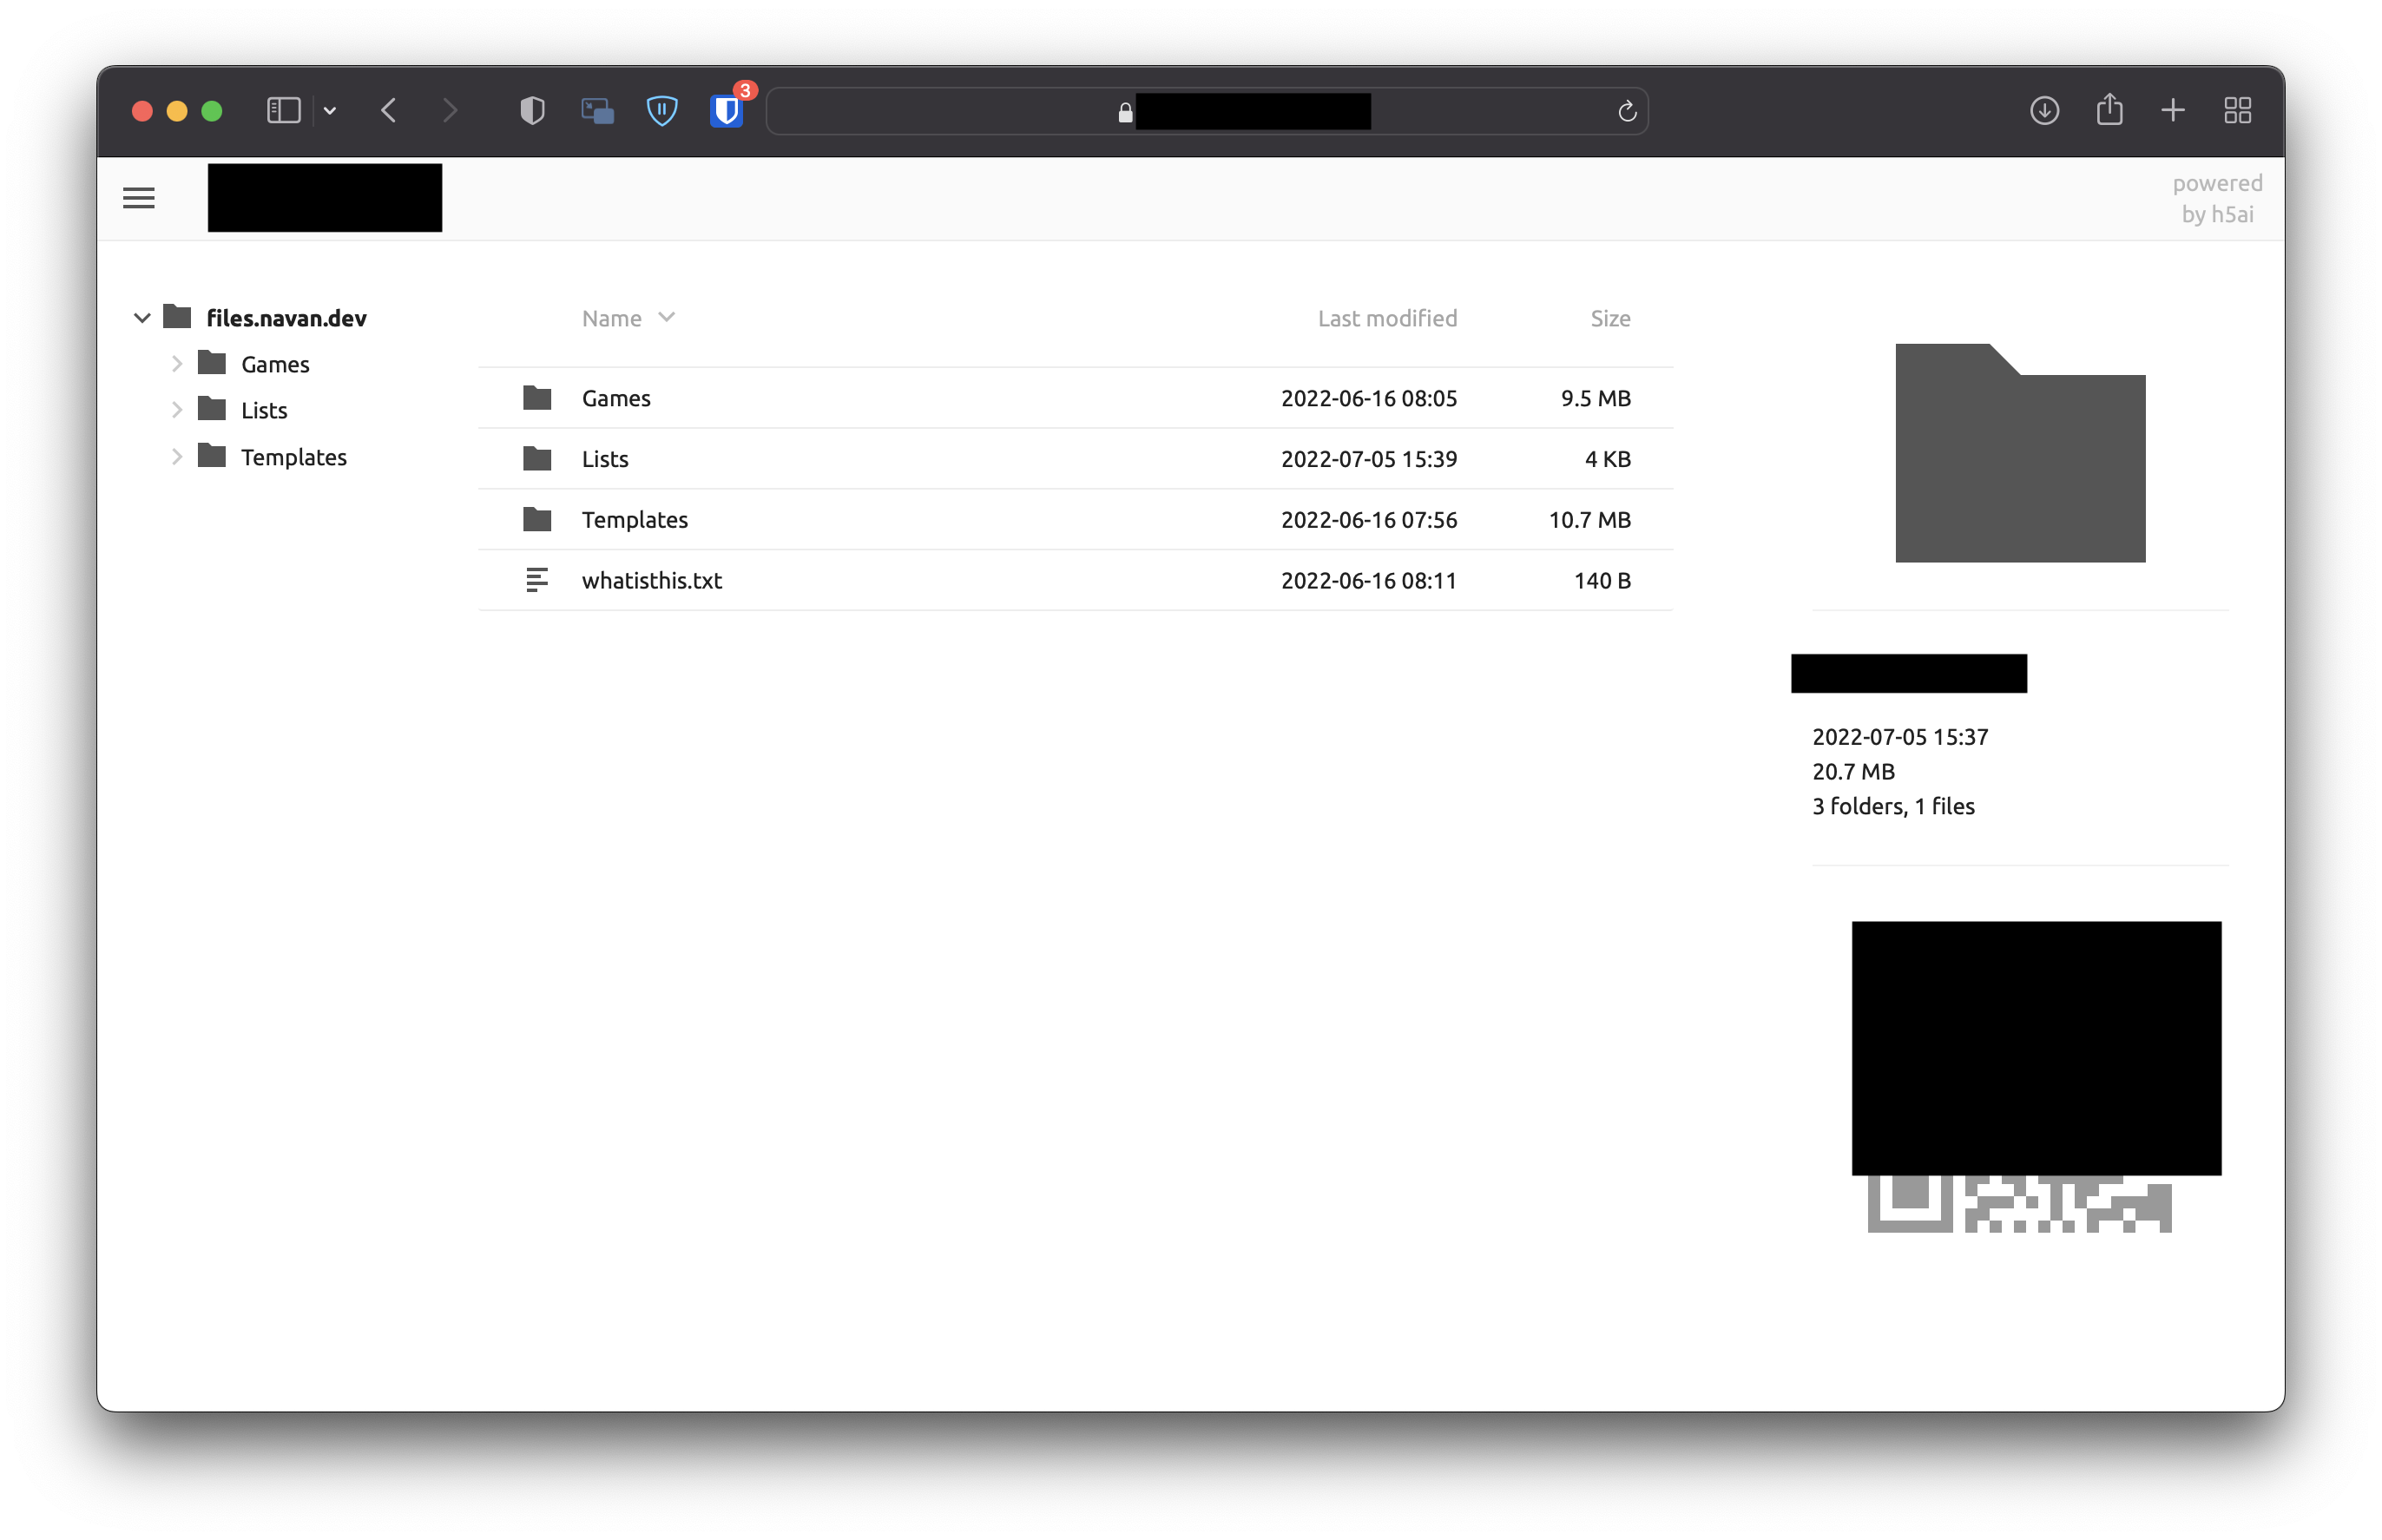 3
powered
by h5ai
files.navan.dev
Games
Lists
Templates
Name Last modified Size
Games 2022-06-16 08:05 9.5 MB
Lists 2022-07-05 15:39 4 KB
Templates 2022-06-16 07:56 10.7 MB
whatisthis.txt 2022-06-16 08:11 140 B
2022-07-05 15:37
20.7 MB
3 folders, 1 files